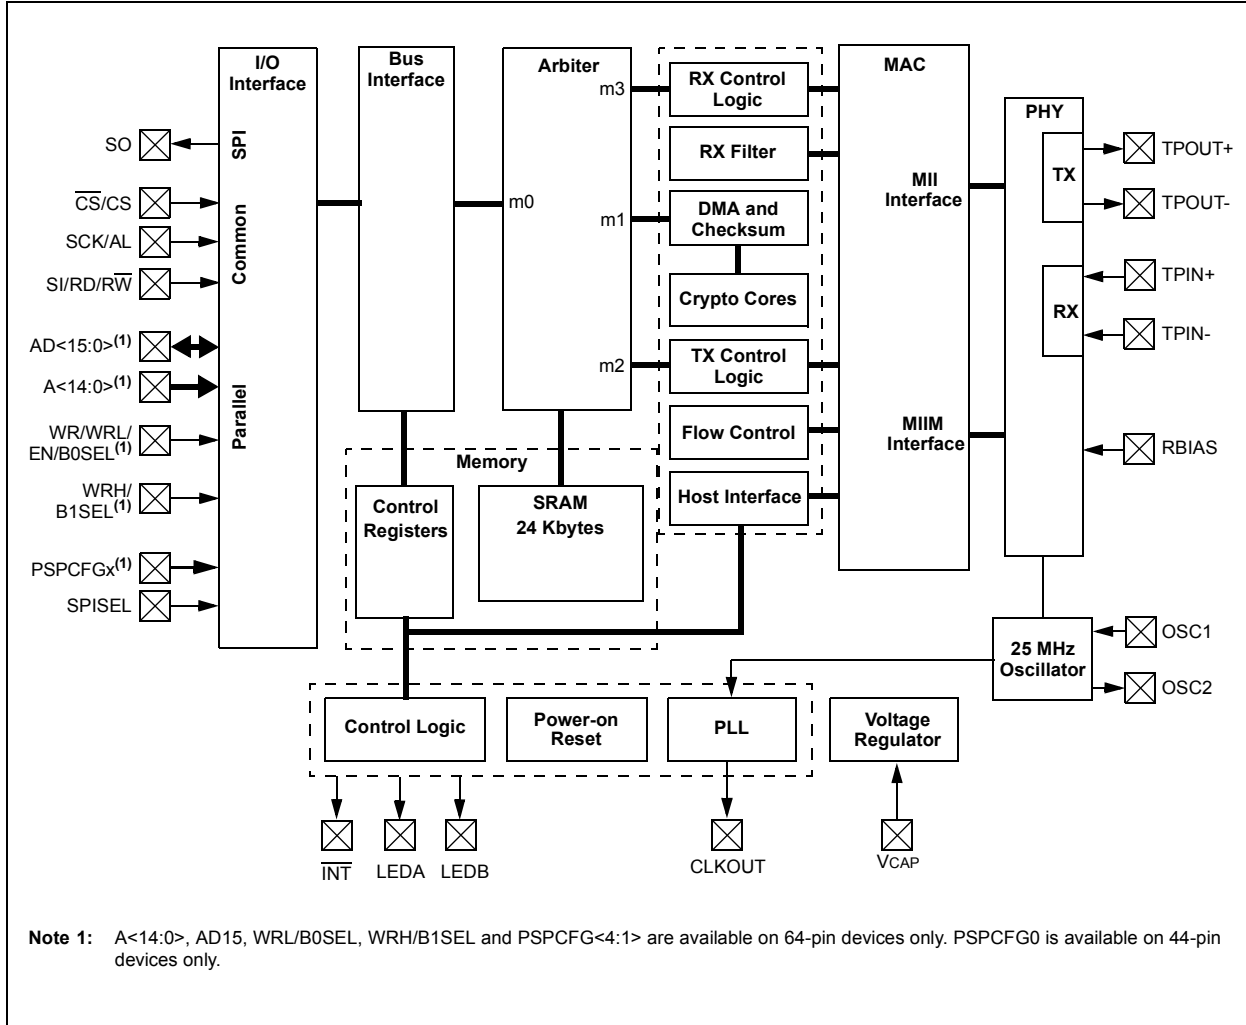 I/O
Interface
SPI
Common
Parallel
Bus
Interface
Arbiter
m3
m0
m1
m2
RX Control
Logic
RX Filter
DMA and
Checksum
Crypto Cores
TX Control
Logic
Flow Control
Host Interface
MAC
MII
Interface
MIIM
Interface
PHY
TX
RX
SO
C̅S̅/CS
SCK/AL
SI/RD/RW̅
AD<15:0>(1)
A<14:0>(1)
WR/WRL/
EN/B0SEL(1)
WRH/
B1SEL(1)
PSPCFGx(1)
SPISEL
TPOUT+
TPOUT-
TPIN+
TPIN-
RBIAS
OSC1
OSC2
Memory
Control
Registers
SRAM
24 Kbytes
25 MHz
Oscillator
Control Logic
Power-on
Reset
PLL
Voltage
Regulator
I̅N̅T̅
LEDA
LEDB
CLKOUT
VCAP
Note 1: A<14:0>, AD15, WRL/B0SEL, WRH/B1SEL and PSPCFG<4:1> are available on 64-pin devices only. PSPCFG0 is available on 44-pin
devices only.